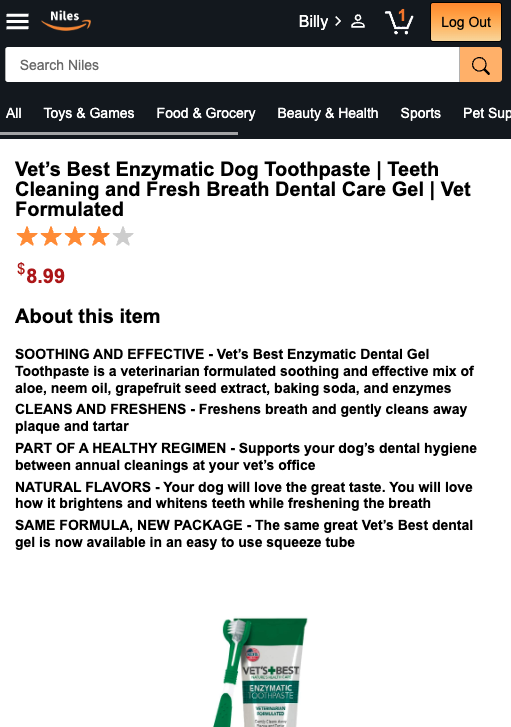 Niles
Billy
1
Log Out
Search Niles
All Toys & Games Food & Grocery Beauty & Health Sports Pet Sup
Vet’s Best Enzymatic Dog Toothpaste | Teeth
Cleaning and Fresh Breath Dental Care Gel | Vet
Formulated
$8.99
About this item
SOOTHING AND EFFECTIVE - Vet’s Best Enzymatic Dental Gel
Toothpaste is a veterinarian formulated soothing and effective mix of
aloe, neem oil, grapefruit seed extract, baking soda, and enzymes
CLEANS AND FRESHENS - Freshens breath and gently cleans away
plaque and tartar
PART OF A HEALTHY REGIMEN - Supports your dog’s dental hygiene
between annual cleanings at your vet’s office
NATURAL FLAVORS - Your dog will love the great taste. You will love
how it brightens and whitens teeth while freshening the breath
SAME FORMULA, NEW PACKAGE - The same great Vet’s Best dental
gel is now available in an easy to use squeeze tube
VET'S BEST
ENZYMATIC
TOOTHPASTE
VETERINARIAN
FORMULATED